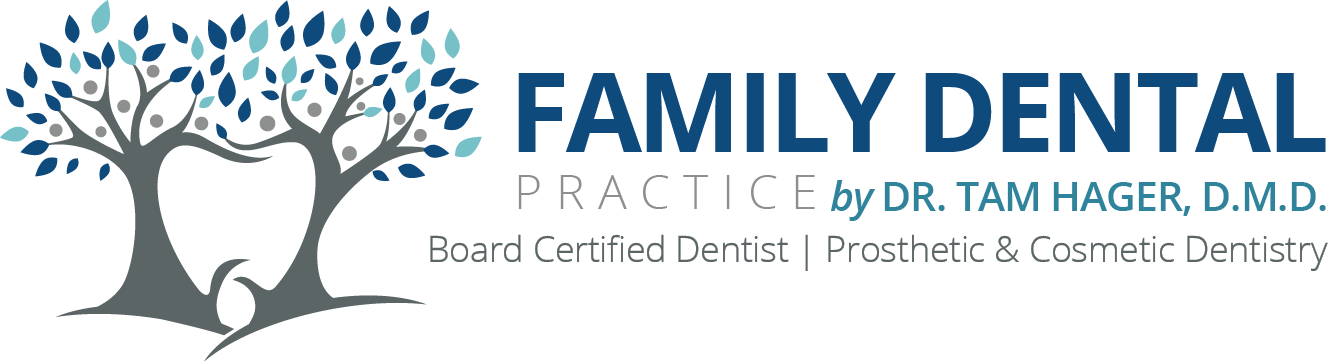 FAMILY DENTAL
PRACTICE by DR. TAM HAGER, D.M.D.
Board Certified Dentist | Prosthetic & Cosmetic Dentistry